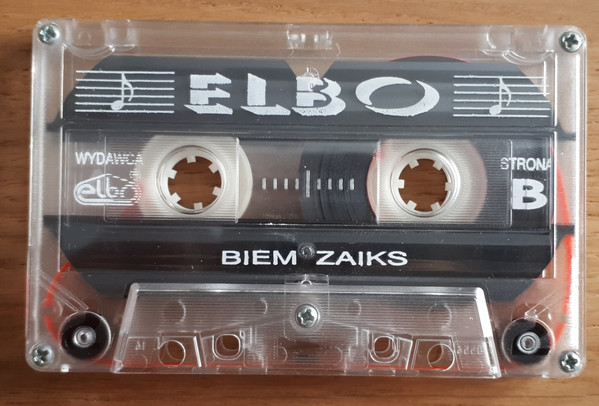 ELBO
WYDAWCA
STRONA
elbo
B
BIEM ZAIKS